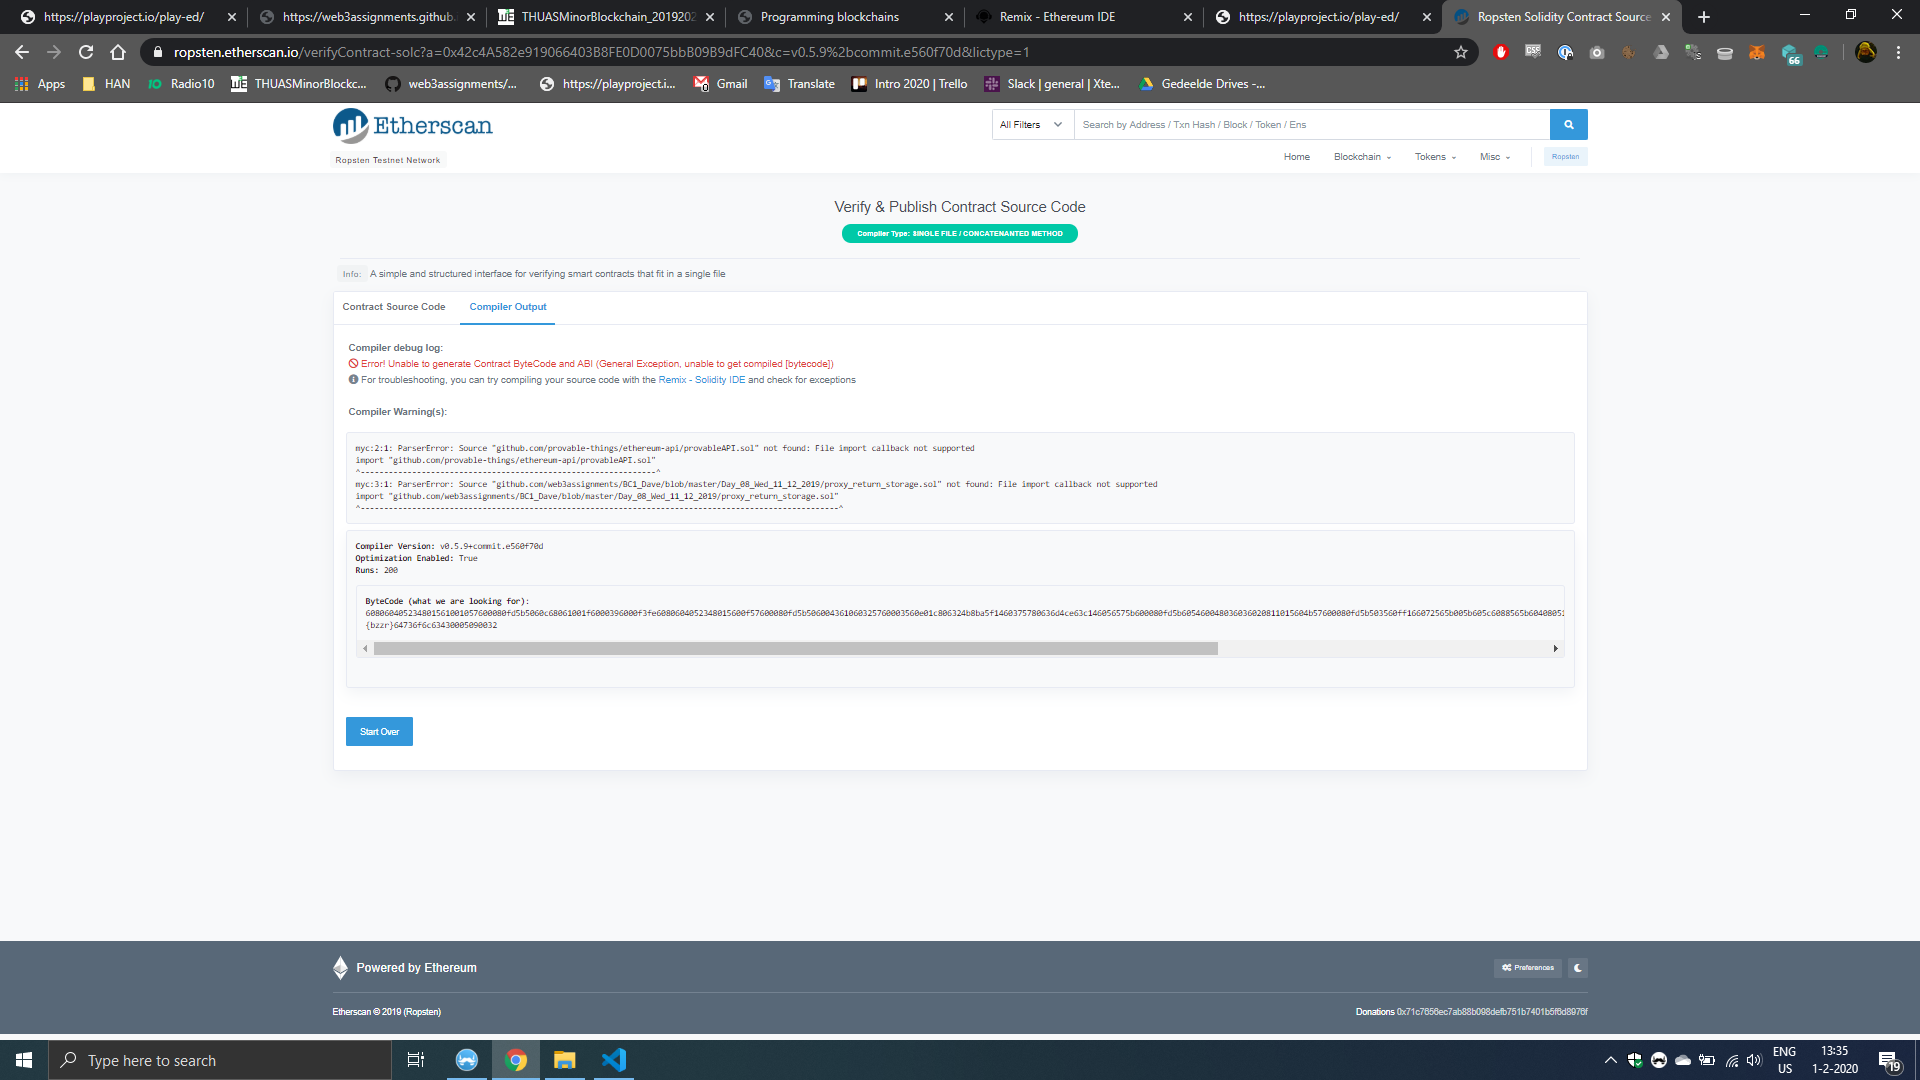 https://playproject.io/play-ed/
https://web3assignments.github.
THUASMinorBlockchain_2019202
Programming blockchains
Remix - Ethereum IDE
https://playproject.io/play-ed/
Ropsten Solidity Contract Source
ropsten.etherscan.io/verifyContract-solc?a=0x42c4A582e919066403B8FE0D0075bbB09B9dFC40&c=v0.5.9%2bcommit.e560f70d&lictype=1
66
Apps
HAN
Radio10
THUASMinorBlockc...
web3assignments/...
https://playproject.i...
Gmail
Translate
Intro 2020 | Trello
Slack | general | Xte...
Gedeelde Drives -...
Etherscan
All Filters
Search by Address / Txn Hash / Block / Token / Ens
Ropsten Testnet Network
Home
Blockchain
Tokens
Misc
Ropsten
Verify & Publish Contract Source Code
Compiler Type: SINGLE FILE / CONCATENANTED METHOD
Info: A simple and structured interface for verifying smart contracts that fit in a single file
Contract Source Code
Compiler Output
Compiler debug log:
Error! Unable to generate Contract ByteCode and ABI (General Exception, unable to get compiled [bytecode])
For troubleshooting, you can try compiling your source code with the Remix - Solidity IDE and check for exceptions
Compiler Warning(s):
myc:2:1: ParserError: Source "github.com/provable-things/ethereum-api/provableAPI.sol" not found: File import callback not supported
import "github.com/provable-things/ethereum-api/provableAPI.sol"
^---------------------------------------------------------------^
myc:3:1: ParserError: Source "github.com/web3assignments/BC1_Dave/blob/master/Day_08_Wed_11_12_2019/proxy_return_storage.sol" not found: File import callback not supported
import "github.com/web3assignments/BC1_Dave/blob/master/Day_08_Wed_11_12_2019/proxy_return_storage.sol"
^------------------------------------------------------------------------------------------------------^
Compiler Version: v0.5.9+commit.e560f70d
Optimization Enabled: True
Runs: 200
ByteCode (what we are looking for):
{bzzr}64736f6c63430005090032
Start Over
Powered by Ethereum
Preferences
Etherscan © 2019 (Ropsten)
Donations 0x71c7656ec7ab88b098defb751b7401b5f6d8976f
Type here to search
ENG
US
13:35
1-2-2020
19